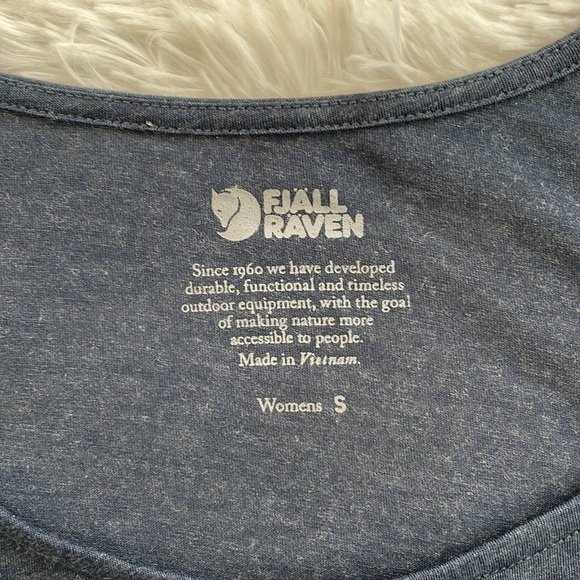 FJÄLL
RÄVEN
Since 1960 we have developed
durable, functional and timeless
outdoor equipment, with the goal
of making nature more
accessible to people.
Made in Vietnam.
Womens S